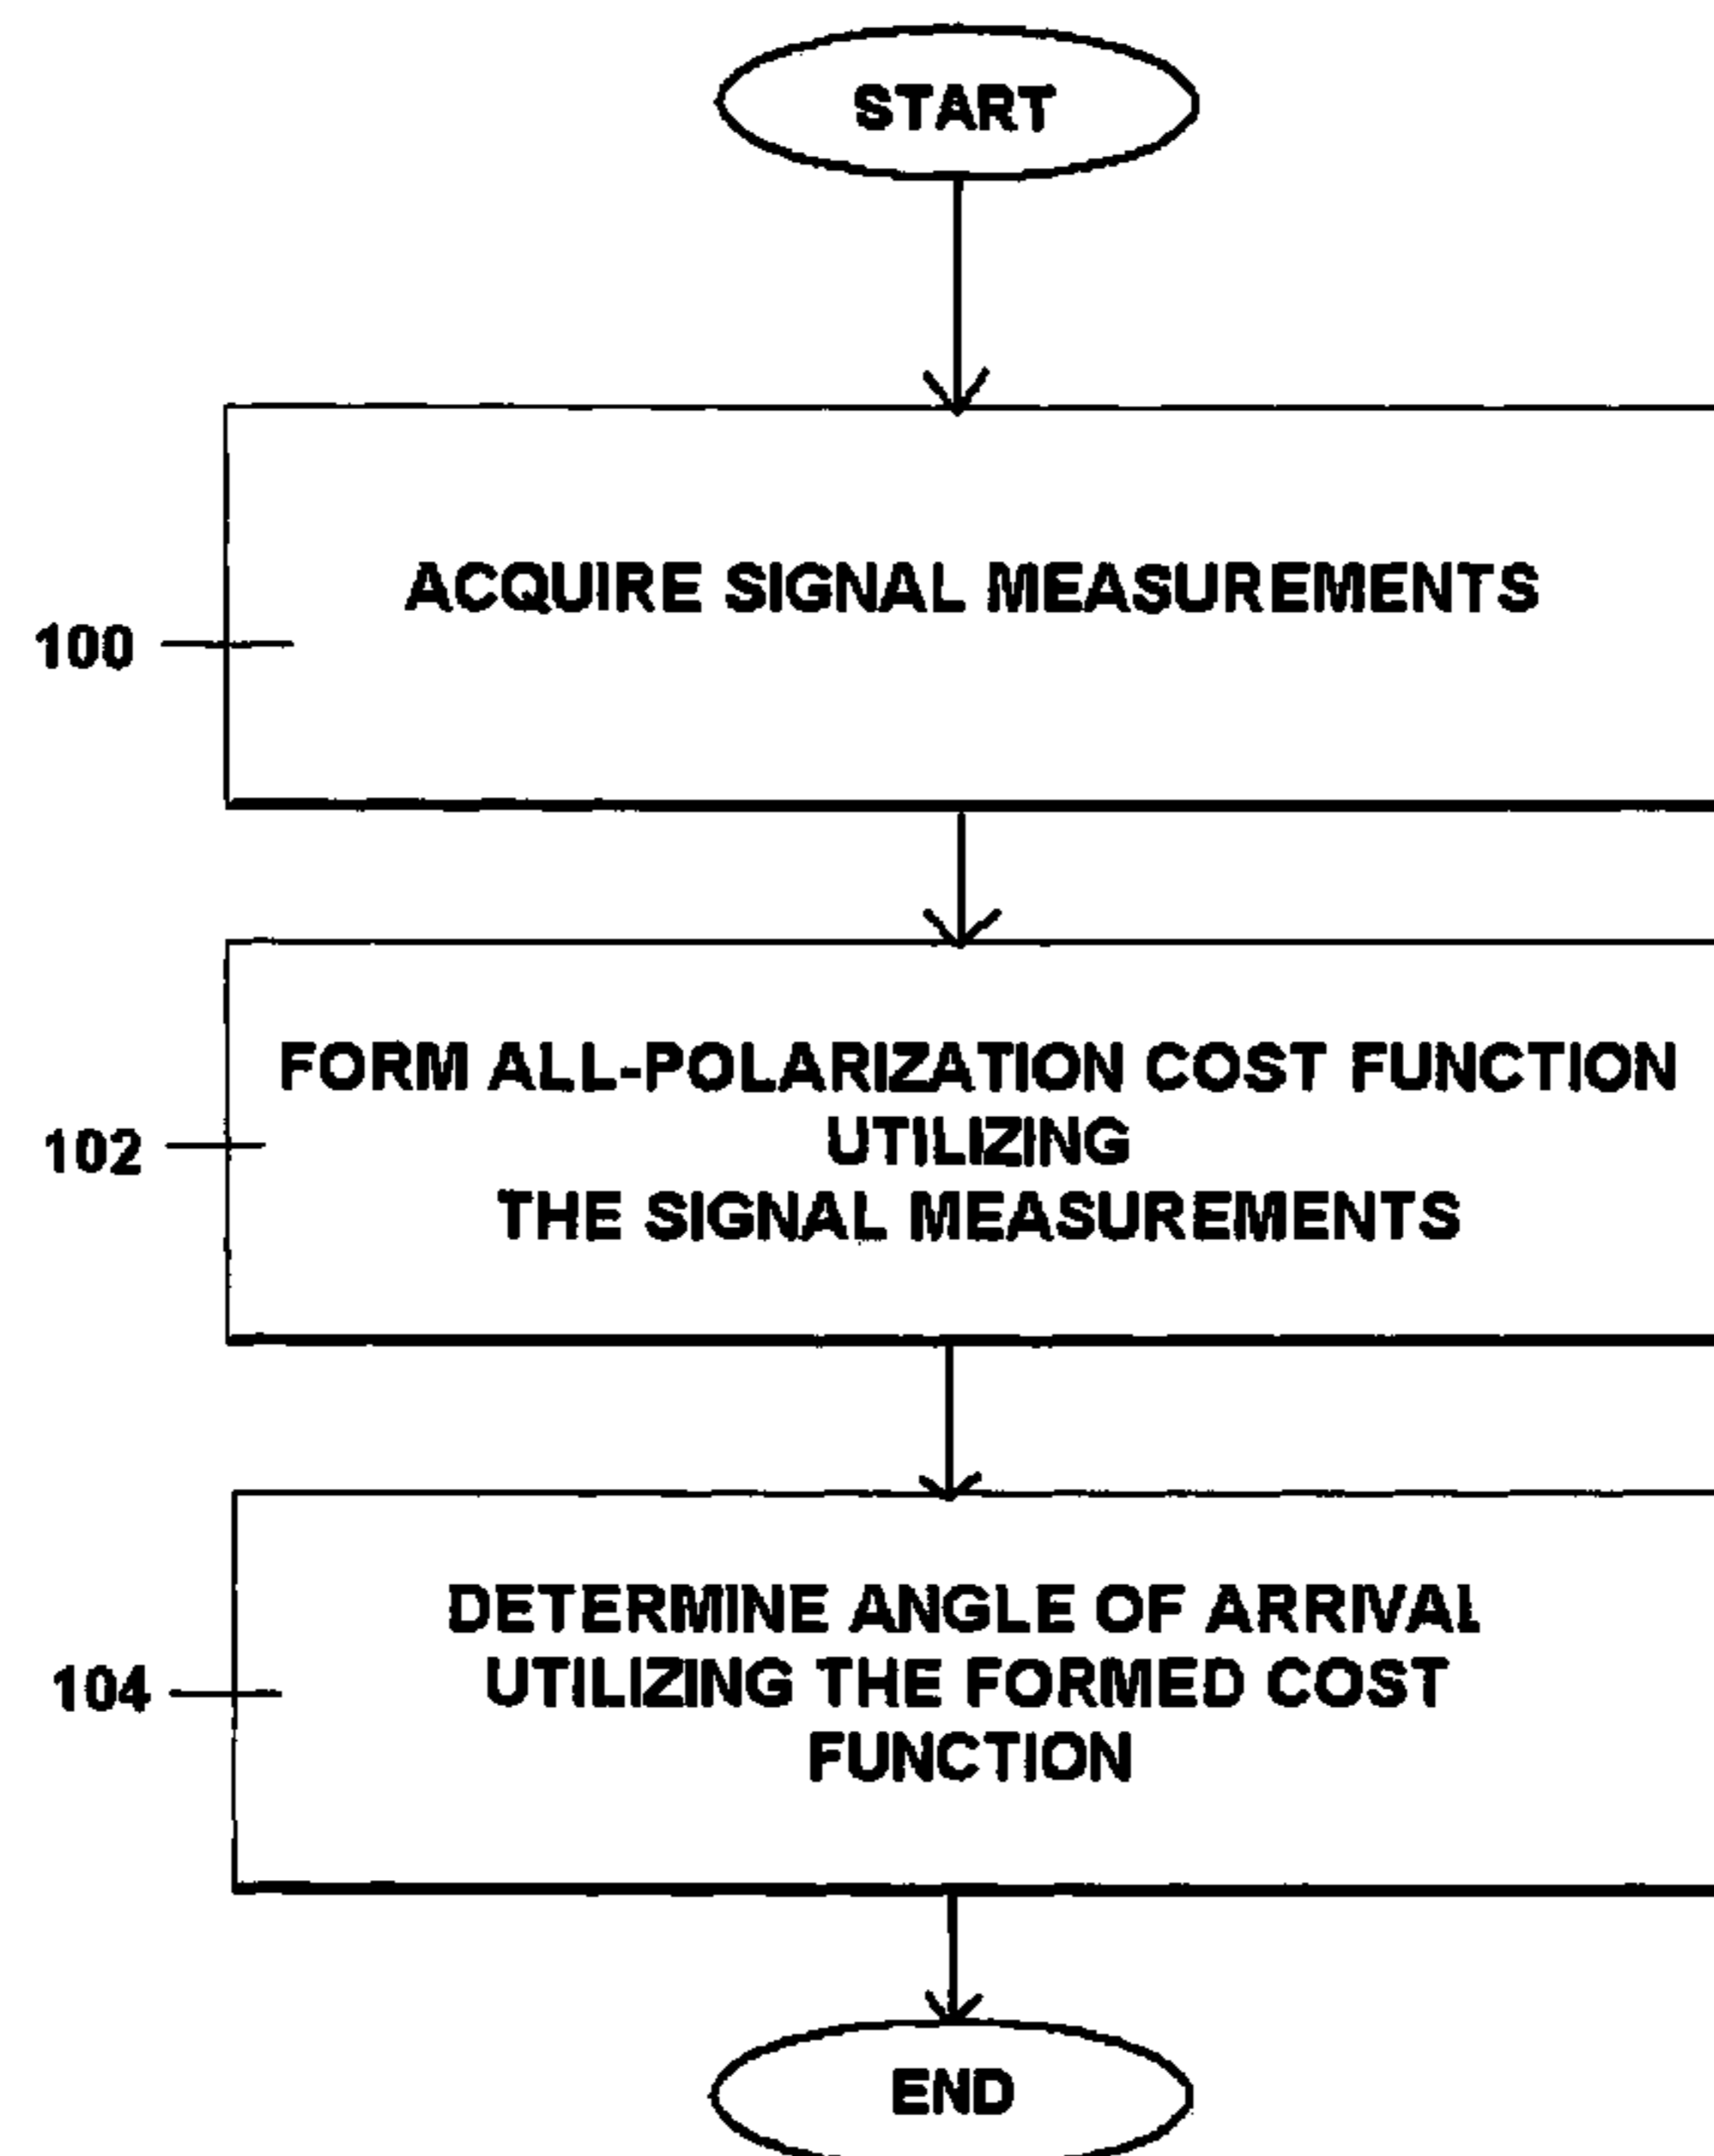 START
ACQUIRE SIGNAL MEASUREMENTS
100
FORM ALL-POLARIZATION COST FUNCTION
UTILIZING
THE SIGNAL MEASUREMENTS
102
DETERMINE ANGLE OF ARRIVAL
UTILIZING THE FORMED COST
FUNCTION
104
END